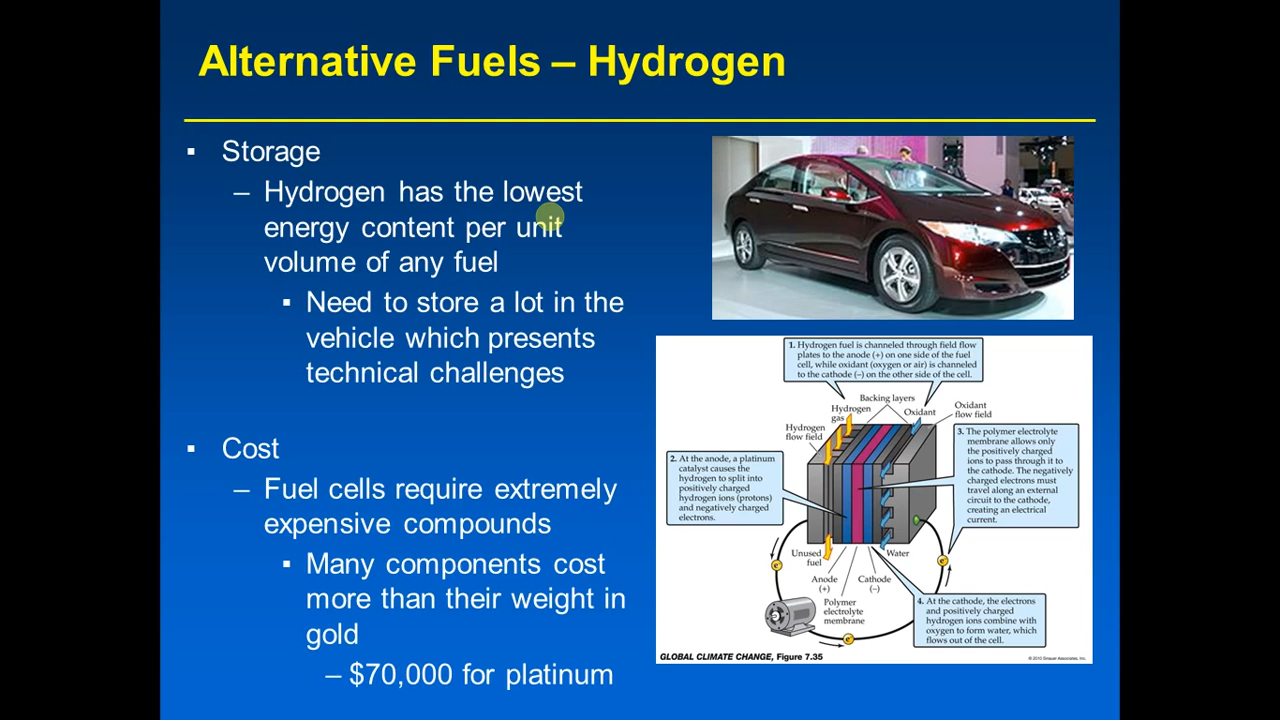 Alternative Fuels – Hydrogen
▪ Storage
– Hydrogen has the lowest
energy content per unit
volume of any fuel
▪ Need to store a lot in the
vehicle which presents
technical challenges
▪ Cost
– Fuel cells require extremely
expensive compounds
▪ Many components cost
more than their weight in
gold
– $70,000 for platinum
1. Hydrogen fuel is channeled through field flow
plates to the anode (+) on one side of the fuel
cell, while oxidant (oxygen or air) is channeled
to the cathode (–) on the other side of the cell.
Backing layers
Hydrogen
gas
Oxidant
Oxidant
flow field
Hydrogen
flow field
2. At the anode, a platinum
catalyst causes the
hydrogen to split into
positively charged
hydrogen ions (protons)
and negatively charged
electrons.
3. The polymer electrolyte
membrane allows only
the positively charged
ions to pass through it to
the cathode. The negatively
charged electrons must
travel along an external
circuit to the cathode,
creating an electrical
current.
Unused
fuel
Water
Anode
(+)
Cathode
(–)
Polymer
electrolyte
membrane
e⁻
e⁻
e⁻
4. At the cathode, the electrons
and positively charged
hydrogen ions combine with
oxygen to form water, which
flows out of the cell.
GLOBAL CLIMATE CHANGE, Figure 7.35
© 2010 Sinauer Associates, Inc.